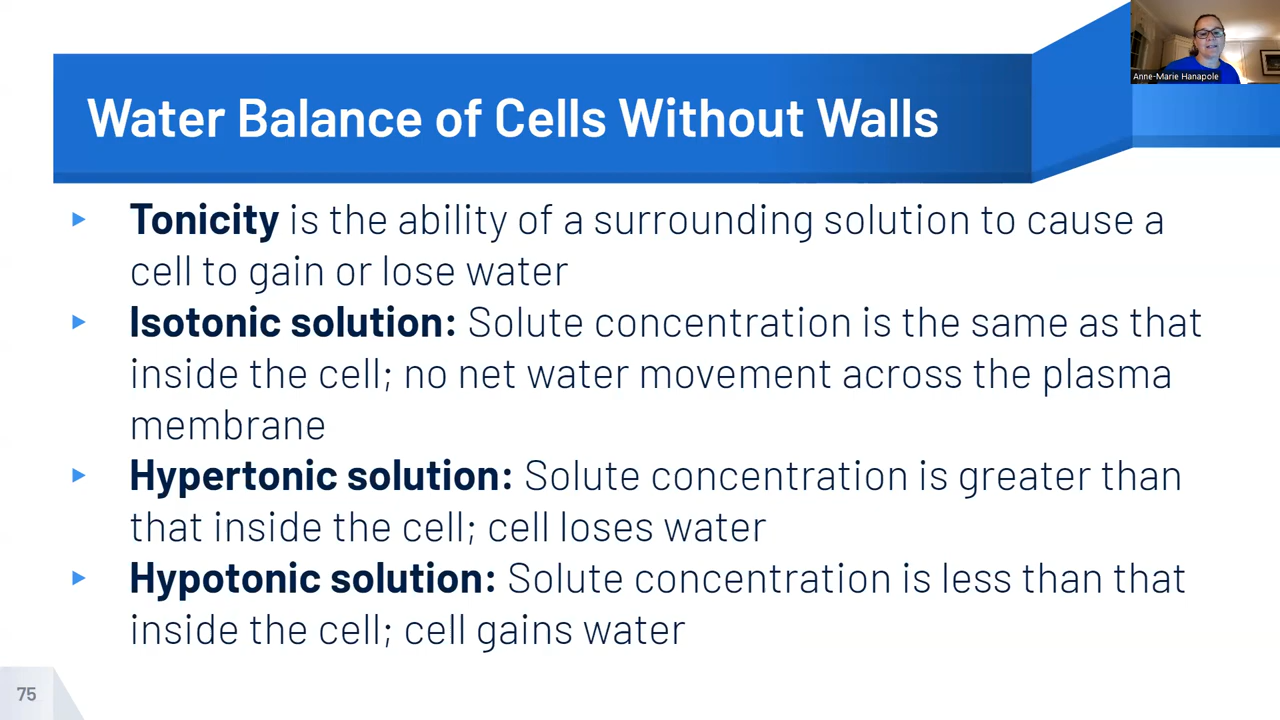 Anne-Marie Hanapole
Water Balance of Cells Without Walls
Tonicity is the ability of a surrounding solution to cause a
cell to gain or lose water
Isotonic solution: Solute concentration is the same as that
inside the cell; no net water movement across the plasma
membrane
Hypertonic solution: Solute concentration is greater than
that inside the cell; cell loses water
Hypotonic solution: Solute concentration is less than that
inside the cell; cell gains water
75